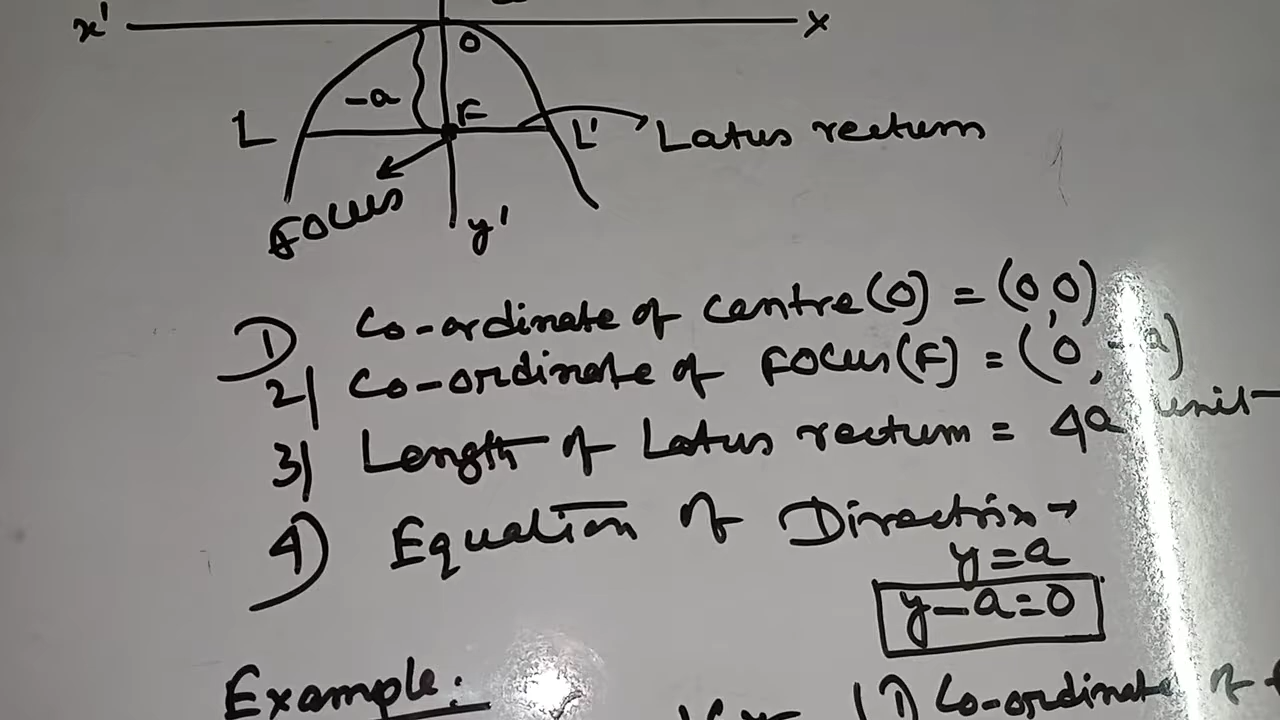 x' x
O
-a F
L L' Latus rectum
Focus
y'
1) Co-ordinate of centre(O) = (0,0)
2) Co-ordinate of Focus(F) = (0, -a)
3) Length of Latus rectum = 4a unit
4) Equation of Directrix →
y=a
y-a=0
Example:
(1) Co-ordinate of